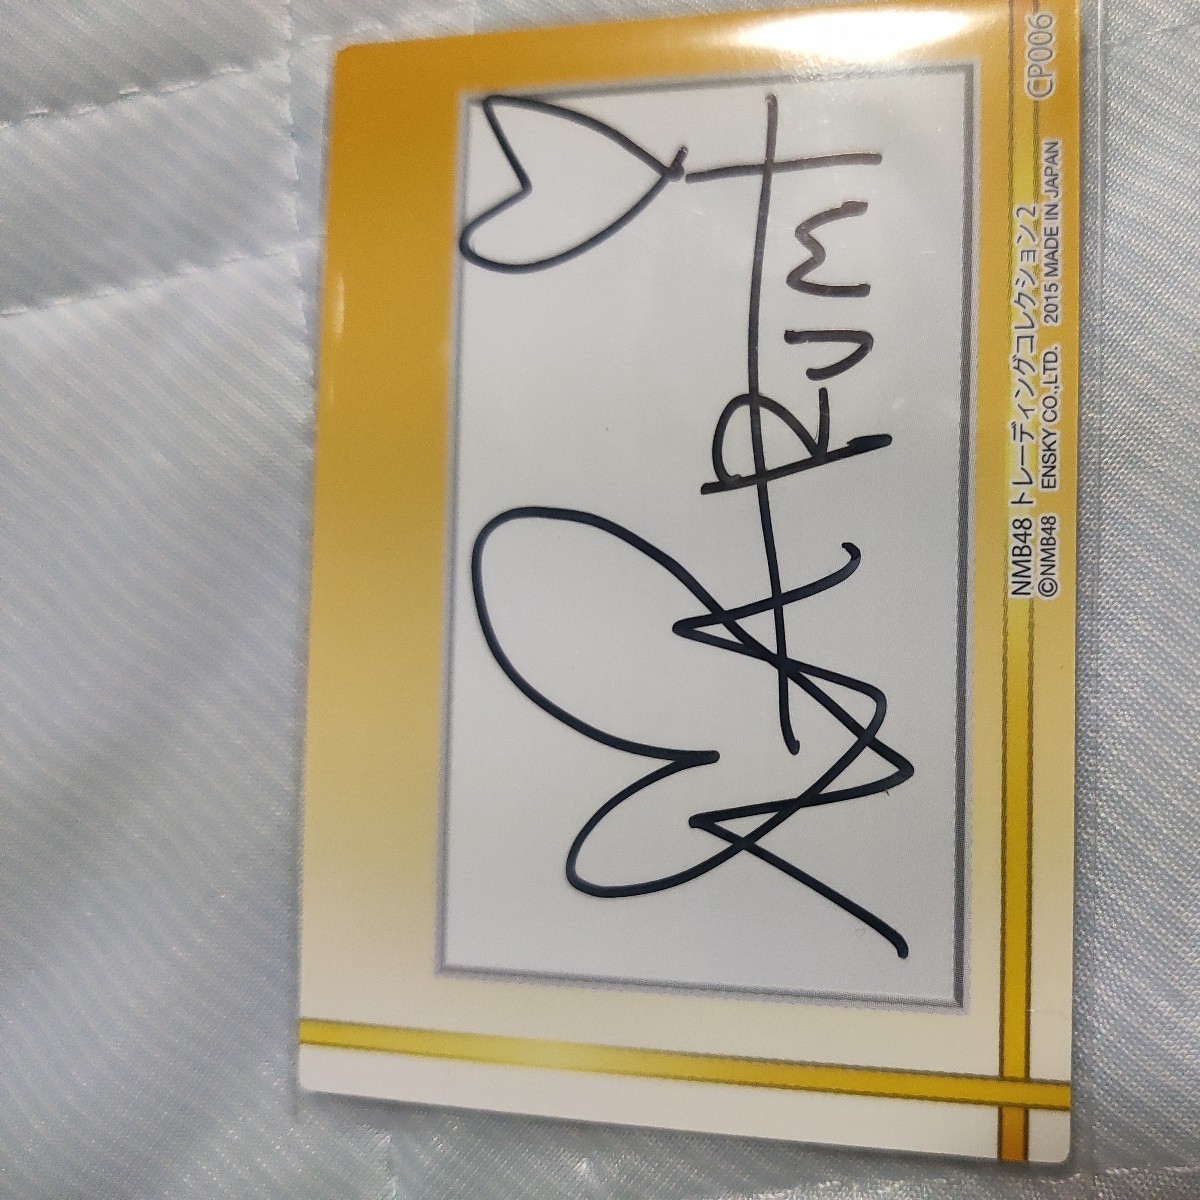 MARUMI
NMB48 トレーディングコレクション2
©NMB48 ENSKY CO.,LTD. 2015 MADE IN JAPAN
CP006